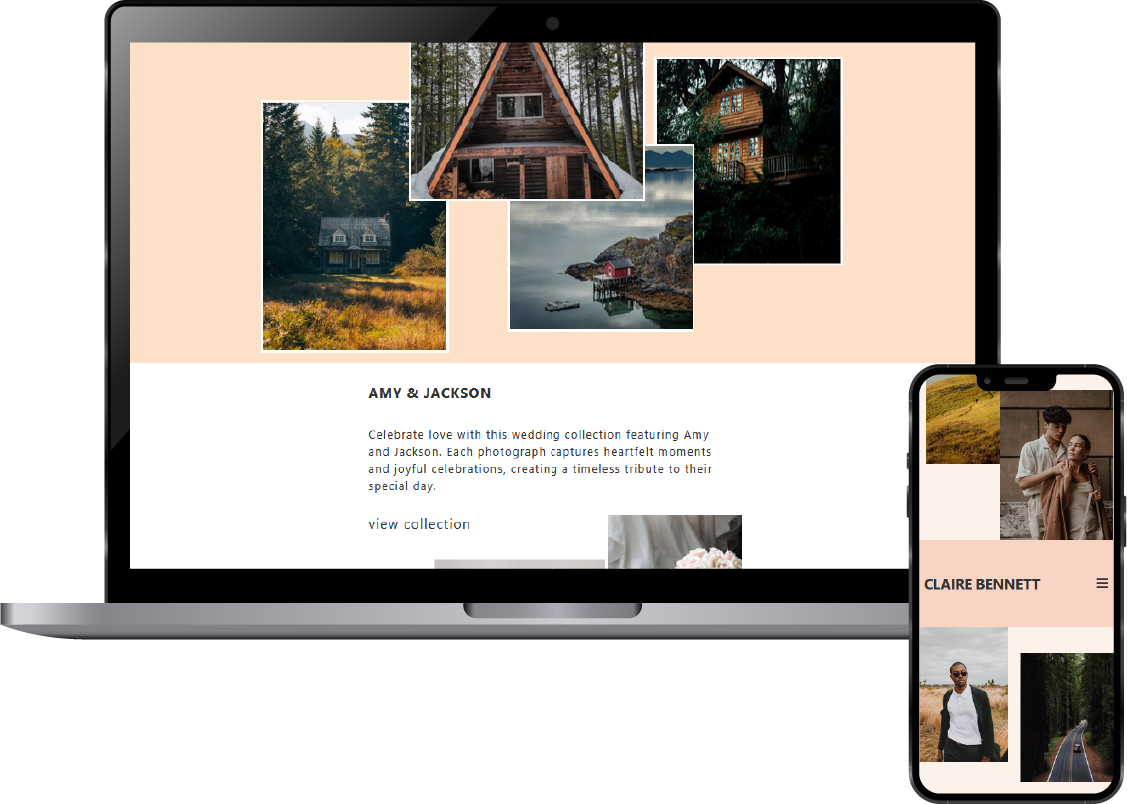 AMY & JACKSON
Celebrate love with this wedding collection featuring Amy
and Jackson. Each photograph captures heartfelt moments
and joyful celebrations, creating a timeless tribute to their
special day.
view collection
CLAIRE BENNETT